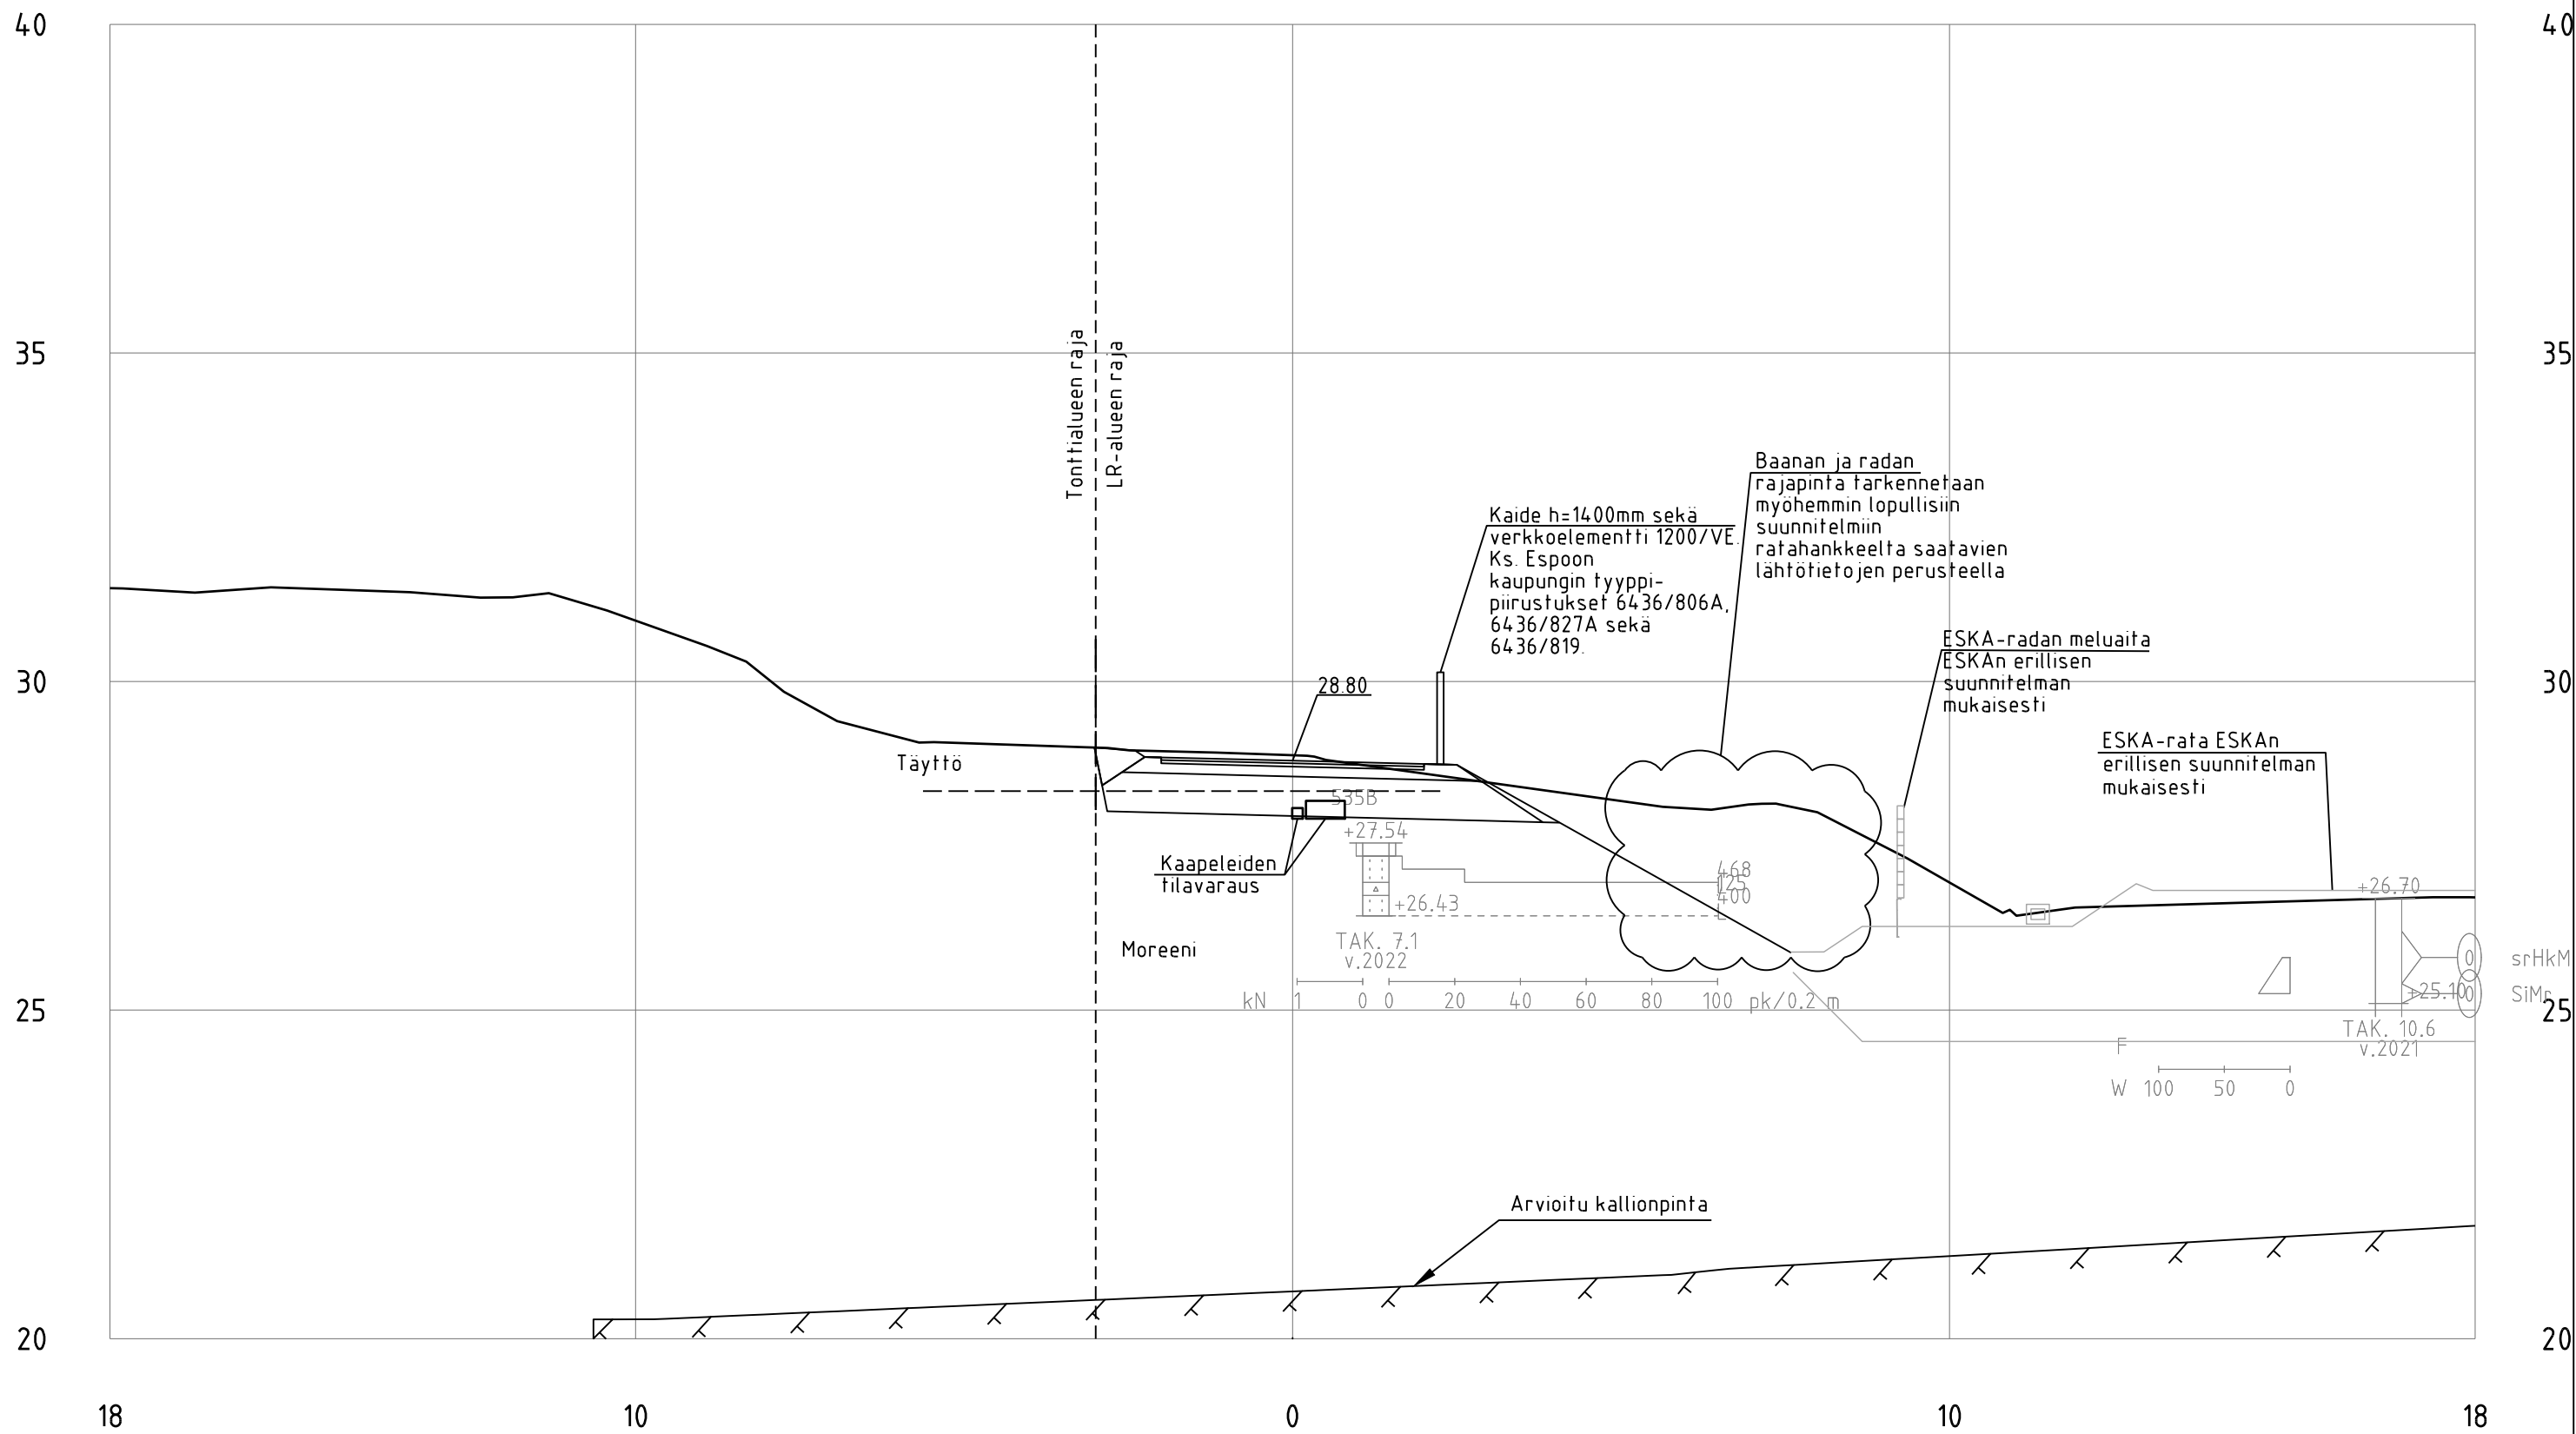 40
40
35
35
30
30
25
25
20
20
18
10
0
10
18
Tonttialueen raja
LR-alueen raja
Baanan ja radan
rajapinta tarkennetaan
myöhemmin lopullisiin
suunnitelmiin
ratahankkeelta saatavien
lähtötietojen perusteella
Kaide h=1400mm sekä
verkkoelementti 1200/VE.
Ks. Espoon
kaupungin tyyppi-
piirustukset 6436/806A,
6436/827A sekä
6436/819.
ESKA-radan meluaita
ESKAn erillisen
suunnitelman
mukaisesti
28.80
ESKA-rata ESKAn
erillisen suunnitelman
mukaisesti
Täyttö
535B
+27.54
Kaapeleiden
tilavaraus
468
125
400
+26.43
+26.70
Moreeni
TAK. 7.1
v.2022
kN 1 0 0 20 40 60 80 100 pk/0.2 m
0 srHkM
+25.10
0 SiMr
TAK. 10.6
v.2021
F
W 100 50 0
Arvioitu kallionpinta